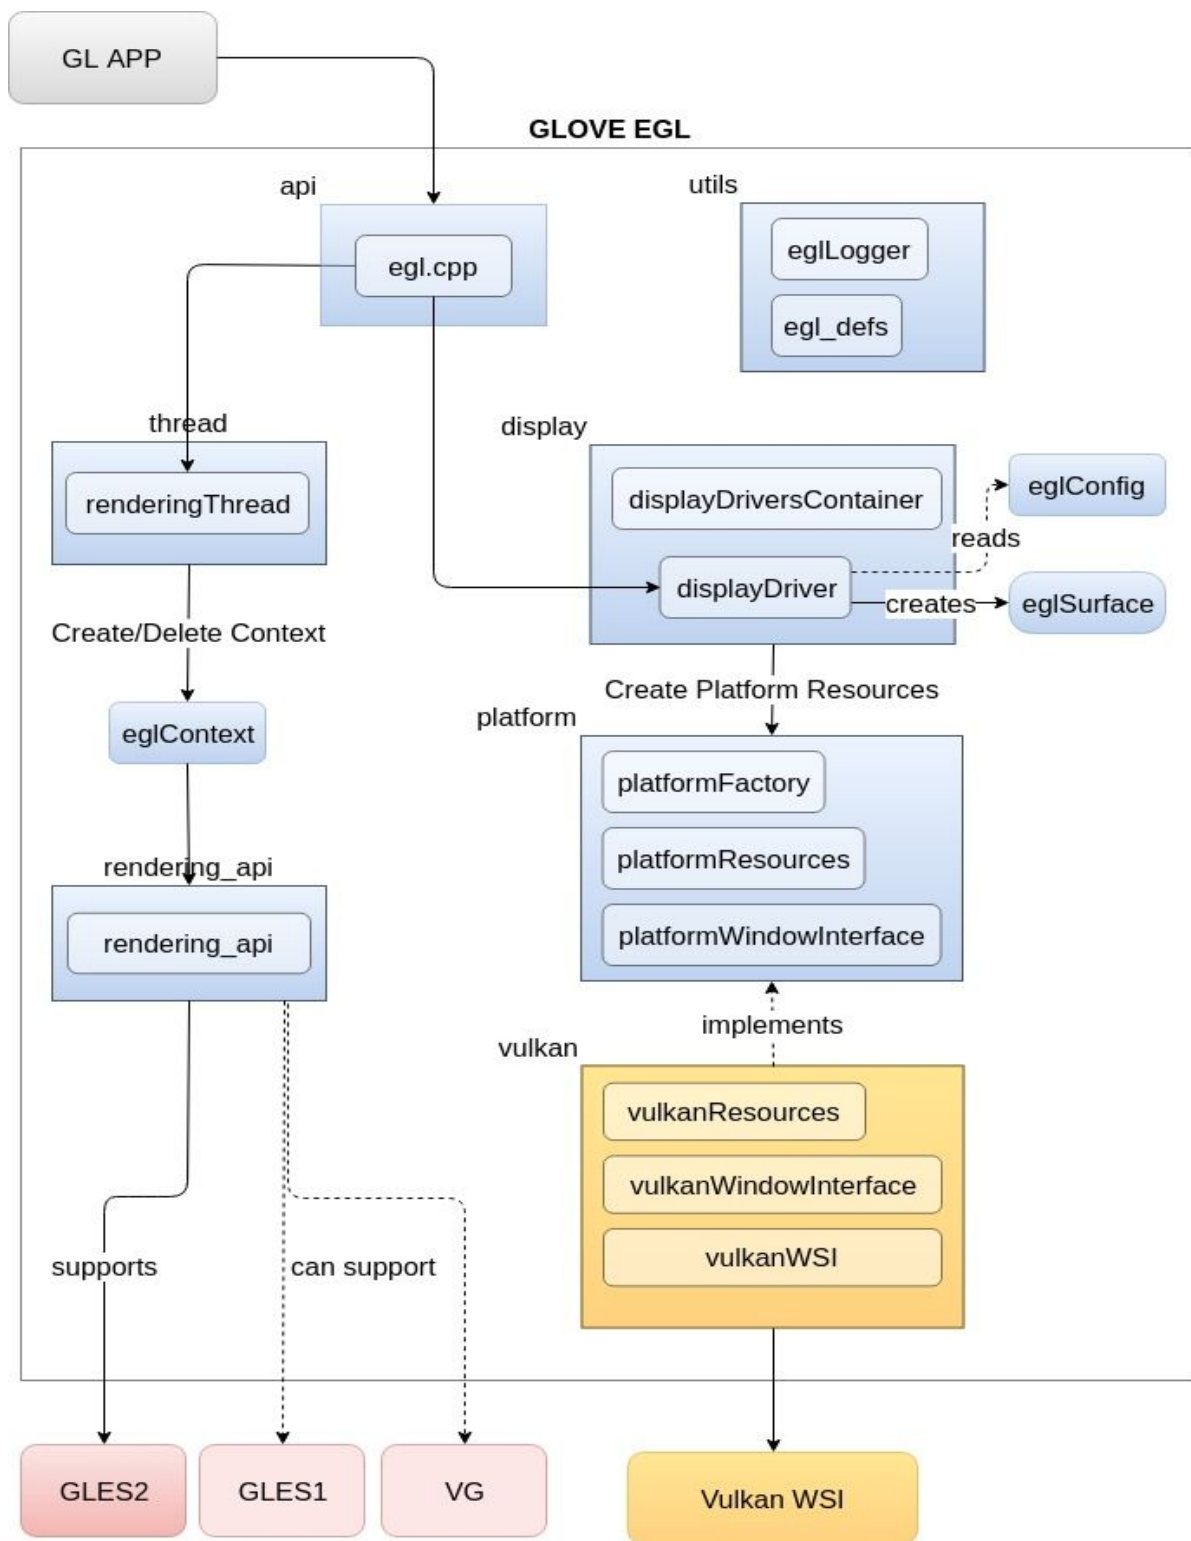 GL APP
GLOVE EGL
api
utils
egl.cpp
eglLogger
egl_defs
thread
display
renderingThread
displayDriversContainer
eglConfig
reads
displayDriver
creates
eglSurface
Create/Delete Context
Create Platform Resources
platform
eglContext
platformFactory
platformResources
rendering_api
rendering_api
platformWindowInterface
implements
vulkan
vulkanResources
vulkanWindowInterface
vulkanWSI
supports
can support
GLES2
GLES1
VG
Vulkan WSI